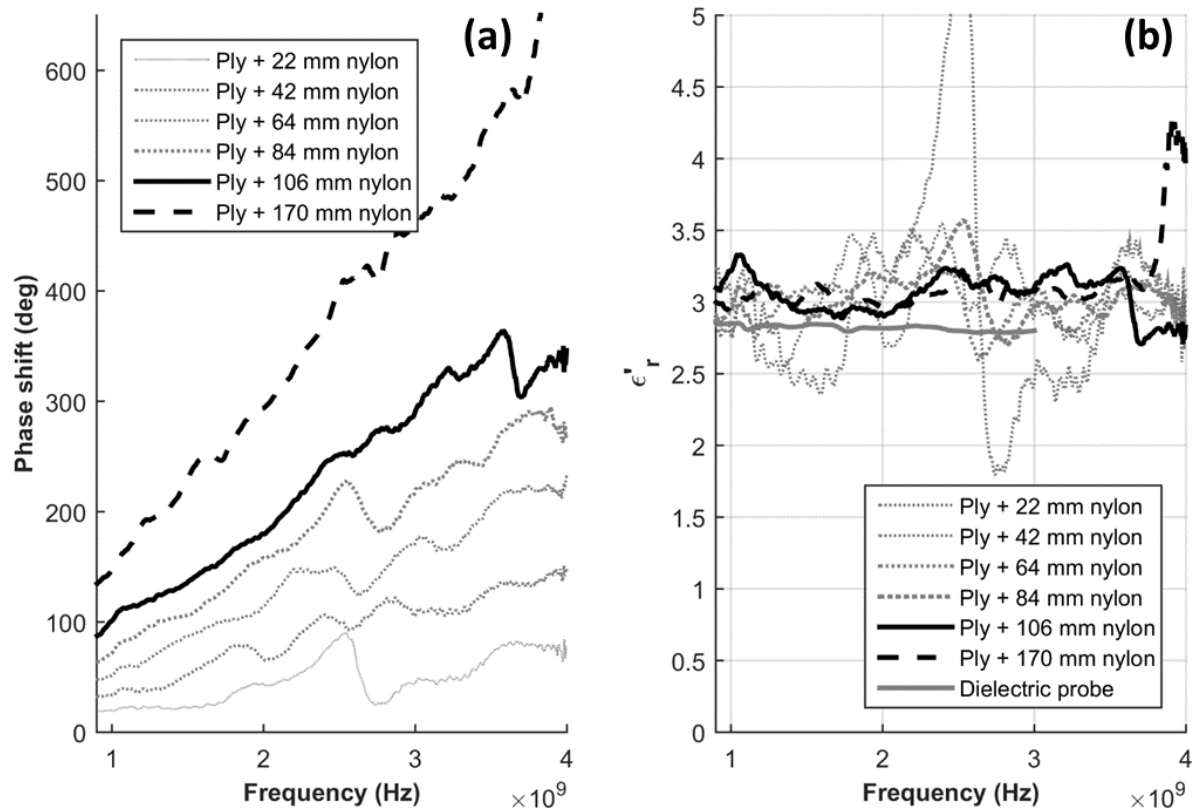 (a)
Ply + 22 mm nylon
Ply + 42 mm nylon
Ply + 64 mm nylon
Ply + 84 mm nylon
Ply + 106 mm nylon
Ply + 170 mm nylon
Phase shift (deg)
600
500
400
300
200
100
0
1 2 3 4
Frequency (Hz)
×10⁹
(b)
ϵ'r
5
4.5
4
3.5
3
2.5
2
1.5
1
0.5
0
Ply + 22 mm nylon
Ply + 42 mm nylon
Ply + 64 mm nylon
Ply + 84 mm nylon
Ply + 106 mm nylon
Ply + 170 mm nylon
Dielectric probe
1 2 3 4
Frequency (Hz)
×10⁹